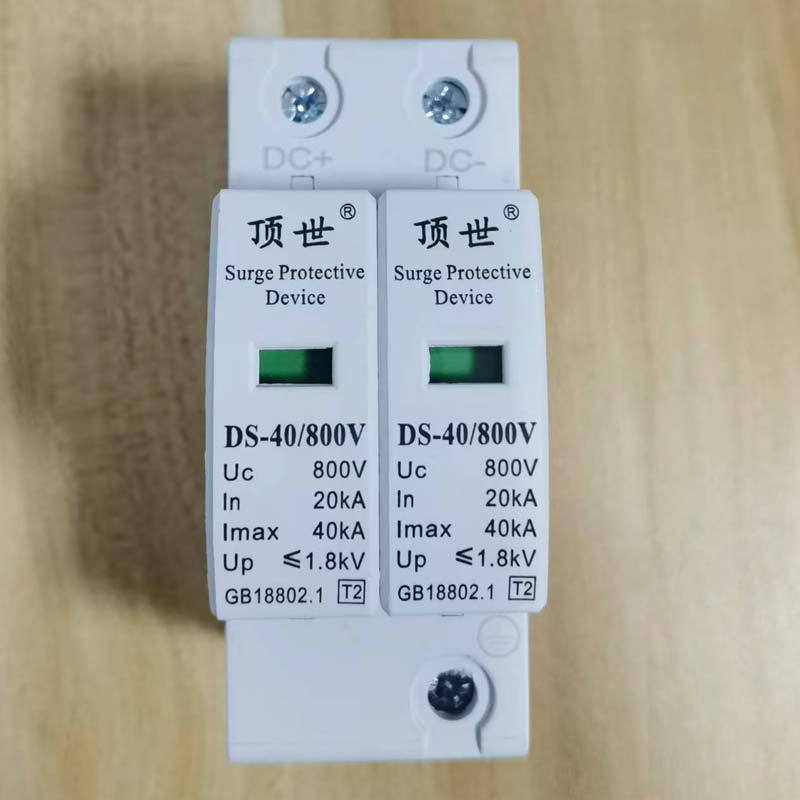 DC+
DC-
顶世®
Surge Protective
Device
DS-40/800V
Uc 800V
In 20kA
Imax 40kA
Up ≤1.8kV
GB18802.1 T2
顶世®
Surge Protective
Device
DS-40/800V
Uc 800V
In 20kA
Imax 40kA
Up ≤1.8kV
GB18802.1 T2